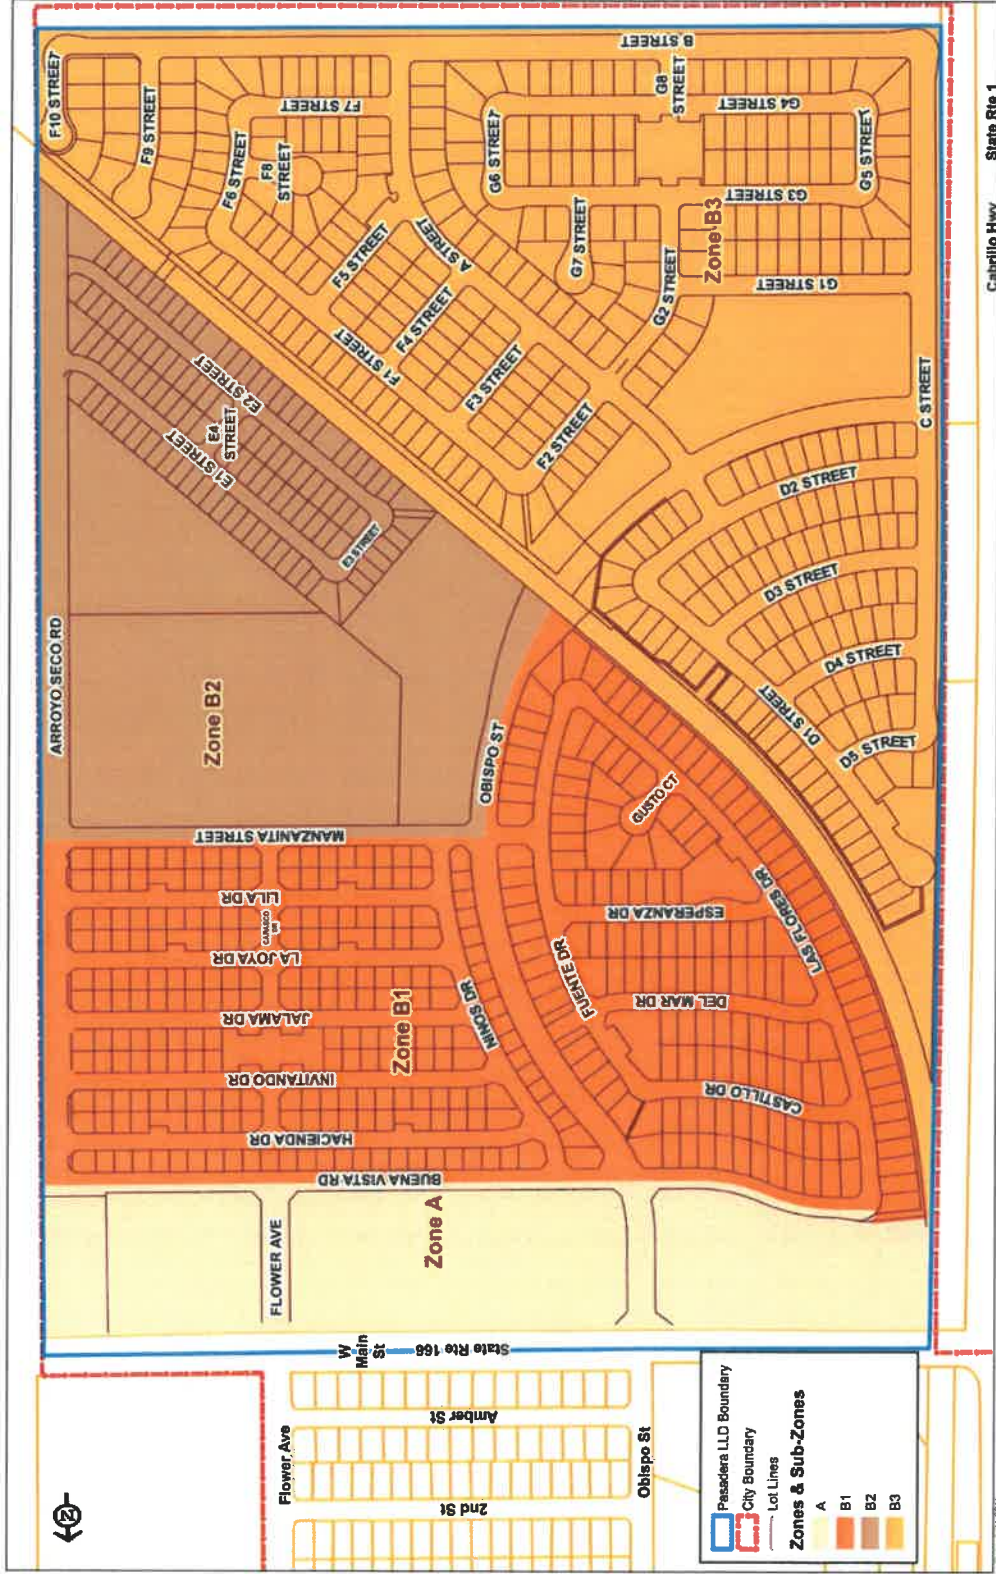 F10 STREET
F9 STREET
F7 STREET
F6 STREET
F8
STREET
B STREET
G8
STREET
G4 STREET
G6 STREET
G5 STREET
G3 STREET
G7 STREET
Zone B3
G1 STREET
G2 STREET
F5 STREET
A STREET
F4 STREET
F1 STREET
F3 STREET
F2 STREET
C STREET
State Rte 1
Cabrillo Hwy
E2 STREET
E4
STREET
E1 STREET
E3 STREET
D2 STREET
D3 STREET
D4 STREET
D1 STREET
D5 STREET
ARROYO SECO RD
Zone B2
OBISPO ST
MANZANITA STREET
GUSTO CT
LILA DR
LA JOYA DR
JALAMA DR
INVITANDO DR
HACIENDA DR
BUENA VISTA RD
Zone B1
NINOS DR
FUENTE DR
ESPERANZA DR
LAS FLORES DR
DEL MAR DR
CASTILLO DR
Zone A
FLOWER AVE
W
Main
St
State Rte 166
Flower Ave
Amber St
2nd St
Obispo St
N
Pasadera LLD Boundary
City Boundary
Lot Lines
Zones & Sub-Zones
A
B1
B2
B3